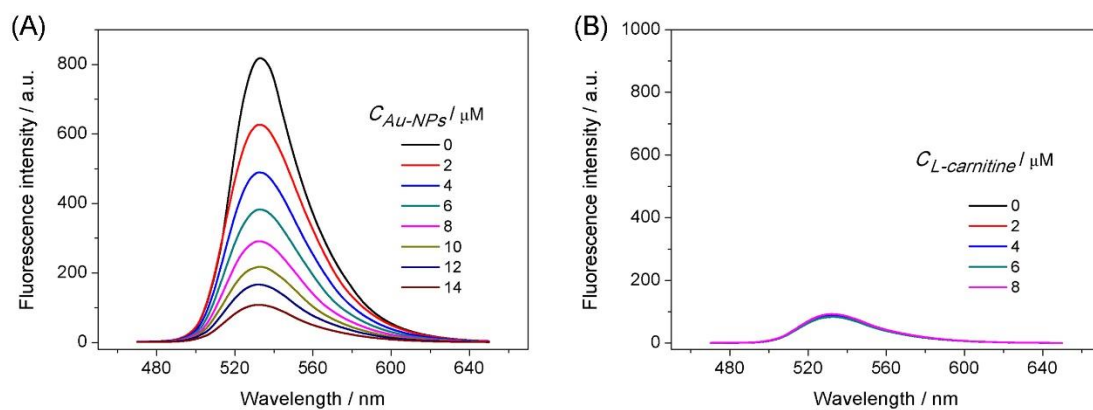 (A)
Fluorescence intensity / a.u.
800
600
400
200
0
C Au-NPs / μM
0
2
4
6
8
10
12
14
480 520 560 600 640
Wavelength / nm
(B)
Fluorescence intensity / a.u.
1000
800
600
400
200
0
C L-carnitine / μM
0
2
4
6
8
480 520 560 600 640
Wavelength / nm